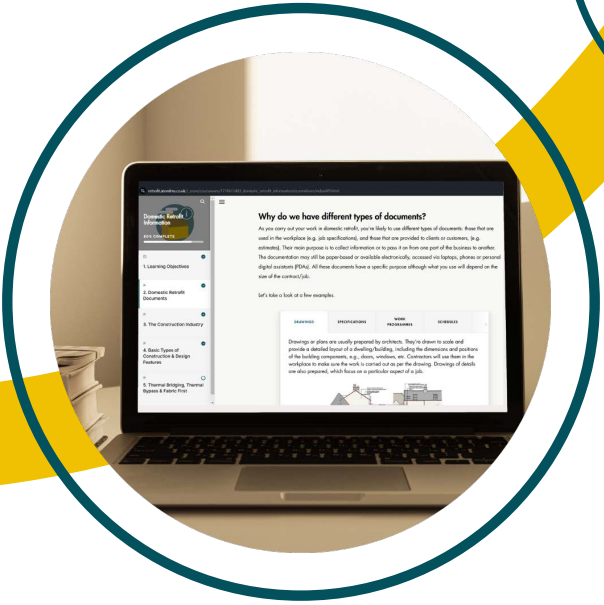 Domestic Retrofit
Information
80% COMPLETE
1. Learning Objectives
2. Domestic Retrofit
Documents
3. The Construction Industry
4. Basic Types of
Construction & Design
Features
5. Thermal Bridging, Thermal
Bypass & Fabric First
Why do we have different types of documents?
As you carry out your work in domestic retrofit, you're likely to use different types of documents: those that are
used in the workplace (e.g. job specifications), and those that are provided to clients or customers, (e.g.
estimates). Their main purpose is to collect information or to pass it on from one part of the business to another.
The documentation may still be paper-based or available electronically, accessed via laptops, phones or personal
digital assistants (PDAs). All these documents have a specific purpose although what you use will depend on the
size of the contract/job.
Let's take a look at a few examples.
DRAWINGS
SPECIFICATIONS
WORK
PROGRAMMES
SCHEDULES
Drawings or plans are usually prepared by architects. They're drawn to scale and
provide a detailed layout of a dwelling/building, including the dimensions and positions
of the building components, e.g., doors, windows, etc. Contractors will use them in the
workplace to make sure the work is carried out as per the drawing. Drawings of details
are also prepared, which focus on a particular aspect of a job.